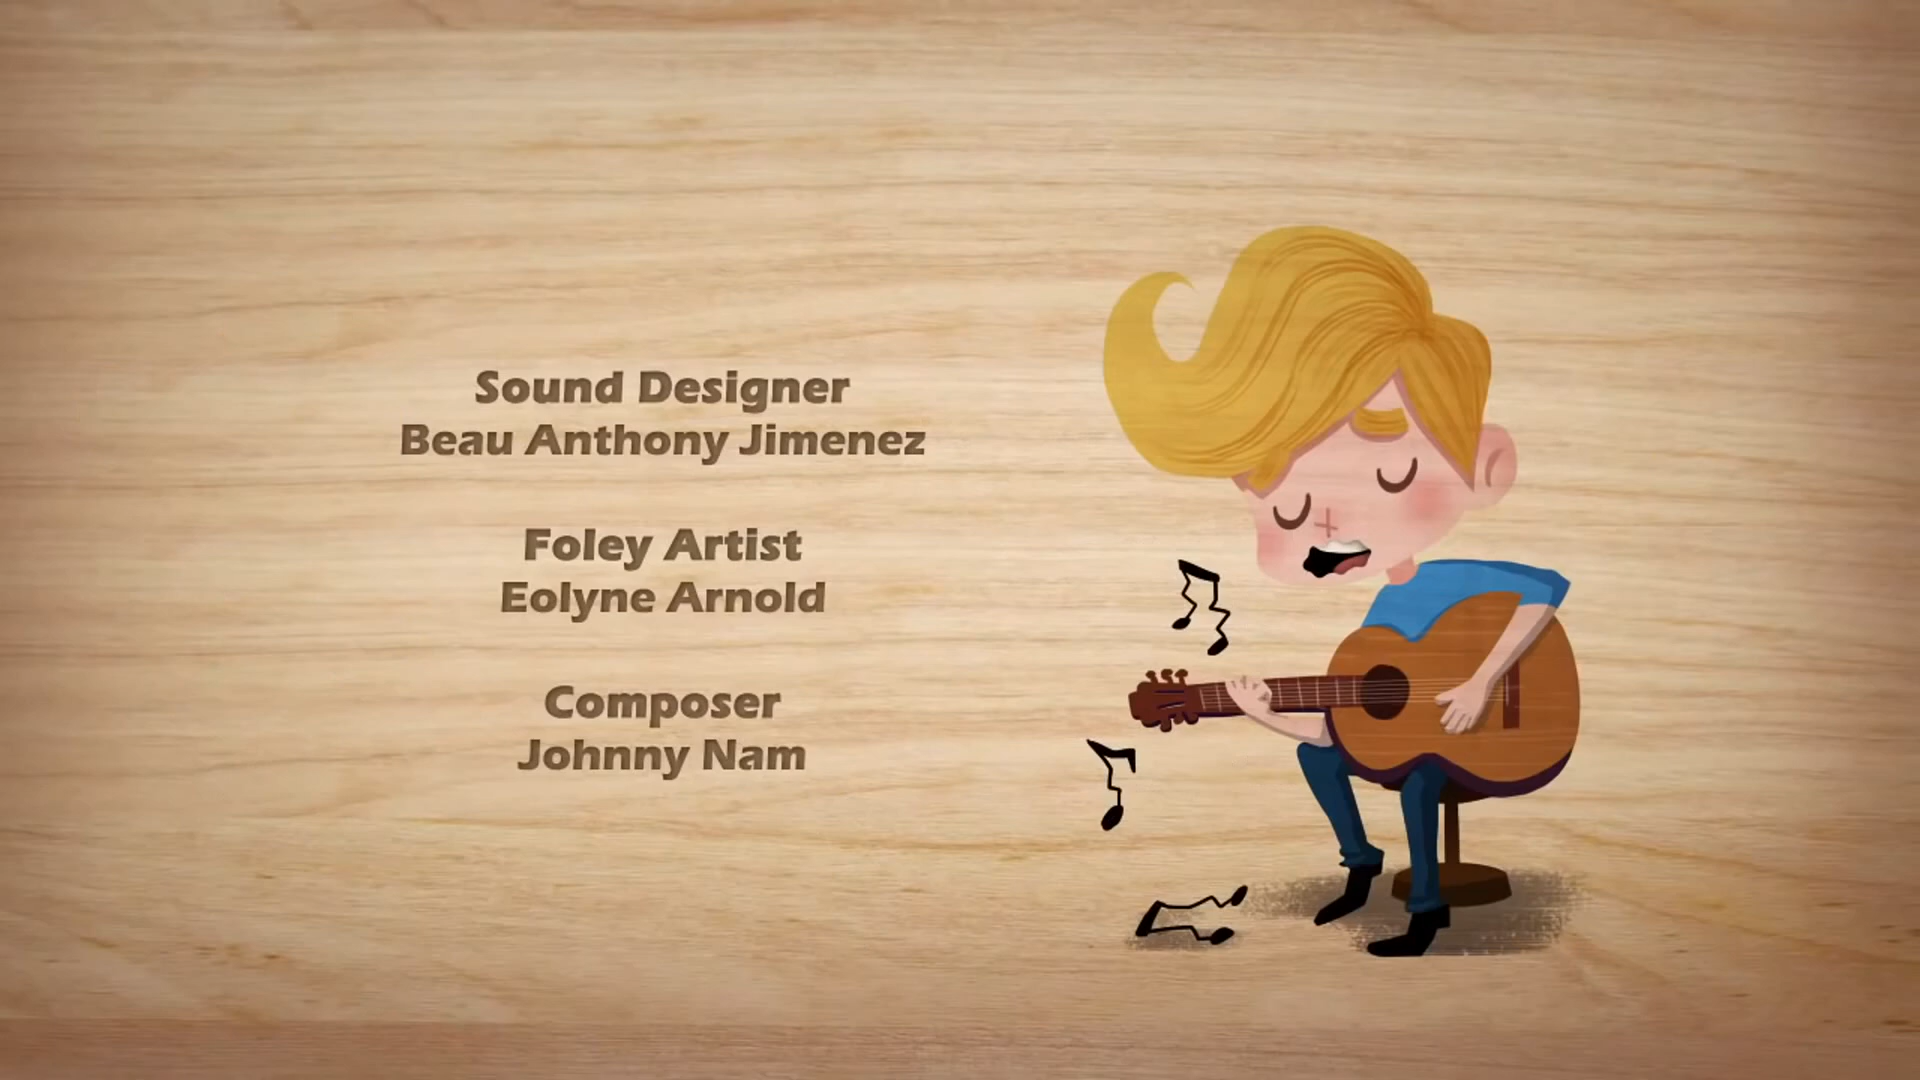 Sound Designer
Beau Anthony Jimenez
Foley Artist
Eolyne Arnold
Composer
Johnny Nam